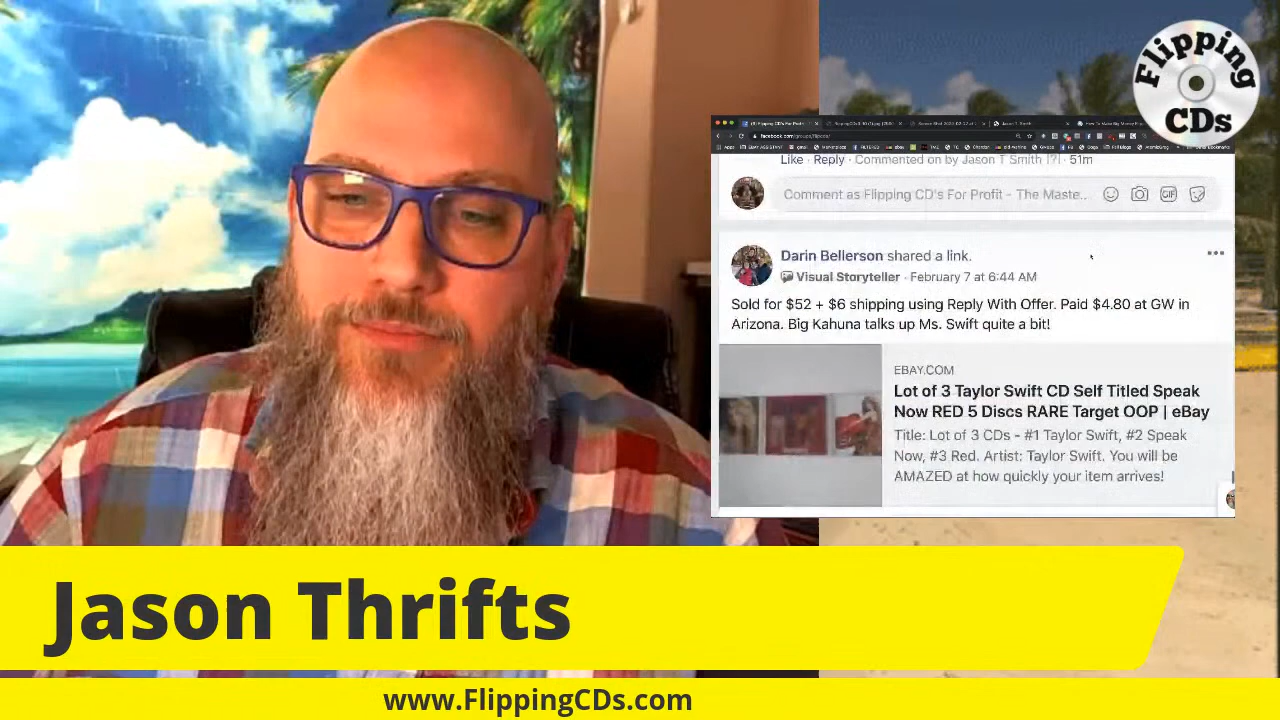 Flipping
CDs
facebook.com/groups/flipcds/
Like · Reply · Commented on by Jason T Smith |?| · 51m
Comment as Flipping CD's For Profit - The Maste..
GIF
Darin Bellerson shared a link.
Visual Storyteller · February 7 at 6:44 AM
Sold for $52 + $6 shipping using Reply With Offer. Paid $4.80 at GW in
Arizona. Big Kahuna talks up Ms. Swift quite a bit!
EBAY.COM
Lot of 3 Taylor Swift CD Self Titled Speak
Now RED 5 Discs RARE Target OOP | eBay
Title: Lot of 3 CDs - #1 Taylor Swift, #2 Speak
Now, #3 Red. Artist: Taylor Swift. You will be
AMAZED at how quickly your item arrives!
Jason Thrifts
www.FlippingCDs.com